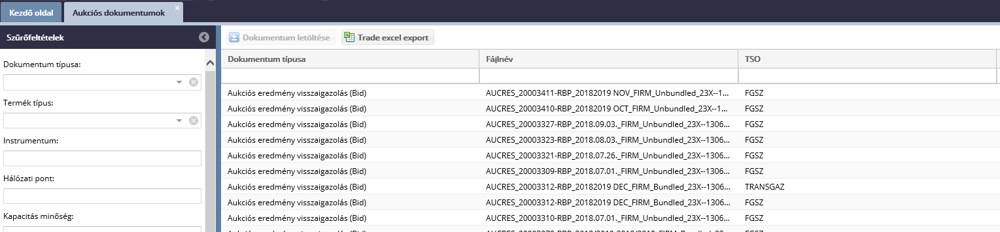 Kezdő oldal
Aukciós dokumentumok
Szűrőfeltételek
Dokumentum típusa:
Termék típus:
Instrumentum:
Hálózati pont:
Kapacitás minőség:
Dokumentum letöltése
Trade excel export
Dokumentum típusa Fájlnév TSO
Aukciós eredmény visszaigazolás (Bid) AUCRES_20003411-RBP_20182019 NOV_FIRM_Unbundled_23X--1... FGSZ
Aukciós eredmény visszaigazolás (Bid) AUCRES_20003410-RBP_20182019 OCT_FIRM_Unbundled_23X--1... FGSZ
Aukciós eredmény visszaigazolás (Bid) AUCRES_20003327-RBP_2018.09.03._FIRM_Unbundled_23X--1306... FGSZ
Aukciós eredmény visszaigazolás (Bid) AUCRES_20003323-RBP_2018.08.03._FIRM_Unbundled_23X--1306... FGSZ
Aukciós eredmény visszaigazolás (Bid) AUCRES_20003321-RBP_2018.07.26._FIRM_Unbundled_23X--1306... FGSZ
Aukciós eredmény visszaigazolás (Bid) AUCRES_20003309-RBP_2018.07.01._FIRM_Unbundled_23X--1306... FGSZ
Aukciós eredmény visszaigazolás (Bid) AUCRES_20003312-RBP_20182019 DEC_FIRM_Bundled_23X--1306... TRANSGAZ
Aukciós eredmény visszaigazolás (Bid) AUCRES_20003312-RBP_20182019 DEC_FIRM_Bundled_23X--1306... FGSZ
Aukciós eredmény visszaigazolás (Bid) AUCRES_20003310-RBP_2018.07.01._FIRM_Unbundled_23X--1306... FGSZ